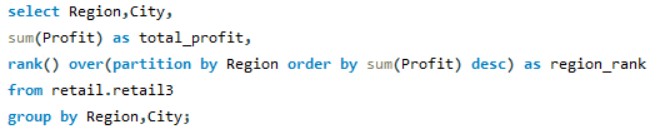 select Region,City,
sum(Profit) as total_profit,
rank() over(partition by Region order by sum(Profit) desc) as region_rank
from retail.retail3
group by Region,City;